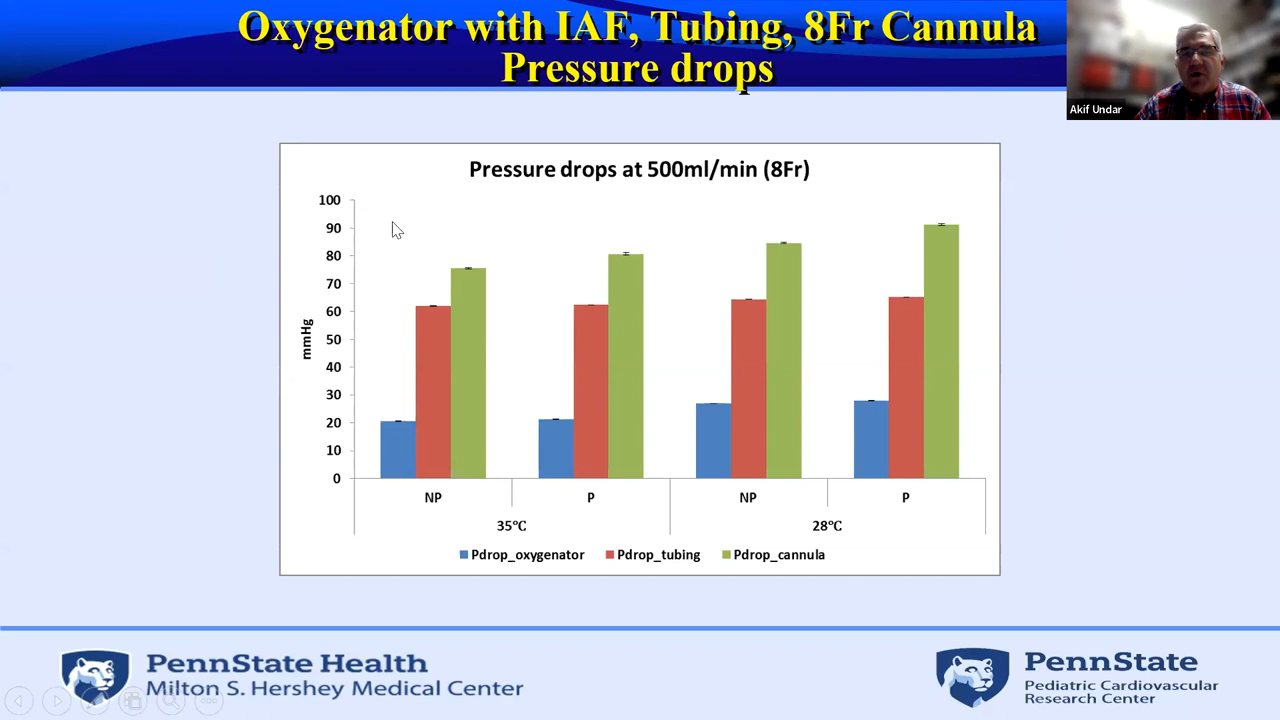 Oxygenator with IAF, Tubing, 8Fr Cannula
Pressure drops
Akif Undar
Pressure drops at 500ml/min (8Fr)
100
90
80
70
60
50
40
30
20
10
0
mmHg
NP
P
NP
P
35℃
28℃
Pdrop_oxygenator
Pdrop_tubing
Pdrop_cannula
PennState Health
Milton S. Hershey Medical Center
PennState
Pediatric Cardiovascular
Research Center